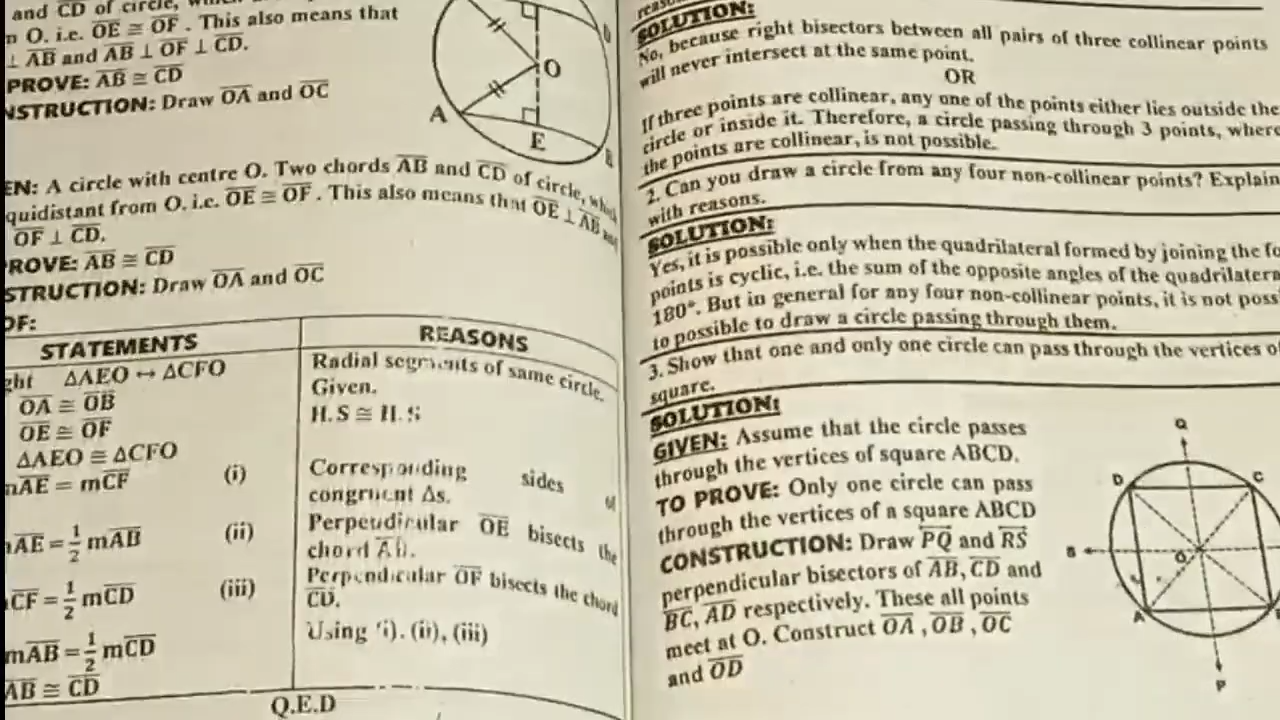 and CD of circle,
O. i.e. OE ≅ OF . This also means that
⊥ AB and AB ⊥ OF ⊥ CD.
PROVE: AB ≅ CD
NSTRUCTION: Draw OA and OC
O
A
E
B
D
EN: A circle with centre O. Two chords AB and CD of circle,
quidistant from O. i.e. OE ≅ OF . This also means that OE ⊥ AB
OF ⊥ CD.
ROVE: AB ≅ CD
STRUCTION: Draw OA and OC
OF:
STATEMENTS
REASONS
ght ΔAEO ↔ ΔCFO
Radial segments of same circle.
OA ≅ OB
Given.
OE ≅ OF
H.S ≅ H.S
ΔAEO ≅ ΔCFO
mAE = mCF (i)
Corresponding sides of
congruent Δs.
mAE = 1/2 mAB (ii)
Perpendicular OE bisects the
chord AB.
CF = 1/2 mCD (iii)
Perpendicular OF bisects the chord
CD.
mAB = 1/2 mCD
Using (i). (ii), (iii)
AB ≅ CD
Q.E.D
SOLUTION:
No, because right bisectors between all pairs of three collinear points
will never intersect at the same point.
OR
If three points are collinear, any one of the points either lies outside the
circle or inside it. Therefore, a circle passing through 3 points, where
the points are collinear, is not possible.
2. Can you draw a circle from any four non-collinear points? Explain
with reasons.
SOLUTION:
Yes, it is possible only when the quadrilateral formed by joining the fo
points is cyclic, i.e. the sum of the opposite angles of the quadrilatera
180°. But in general for any four non-collinear points, it is not poss
to possible to draw a circle passing through them.
3. Show that one and only one circle can pass through the vertices of
square.
SOLUTION:
GIVEN: Assume that the circle passes
through the vertices of square ABCD.
TO PROVE: Only one circle can pass
through the vertices of a square ABCD
CONSTRUCTION: Draw PQ and RS
perpendicular bisectors of AB, CD and
BC, AD respectively. These all points
meet at O. Construct OA , OB , OC
and OD
Q
D
C
S
O
A
P